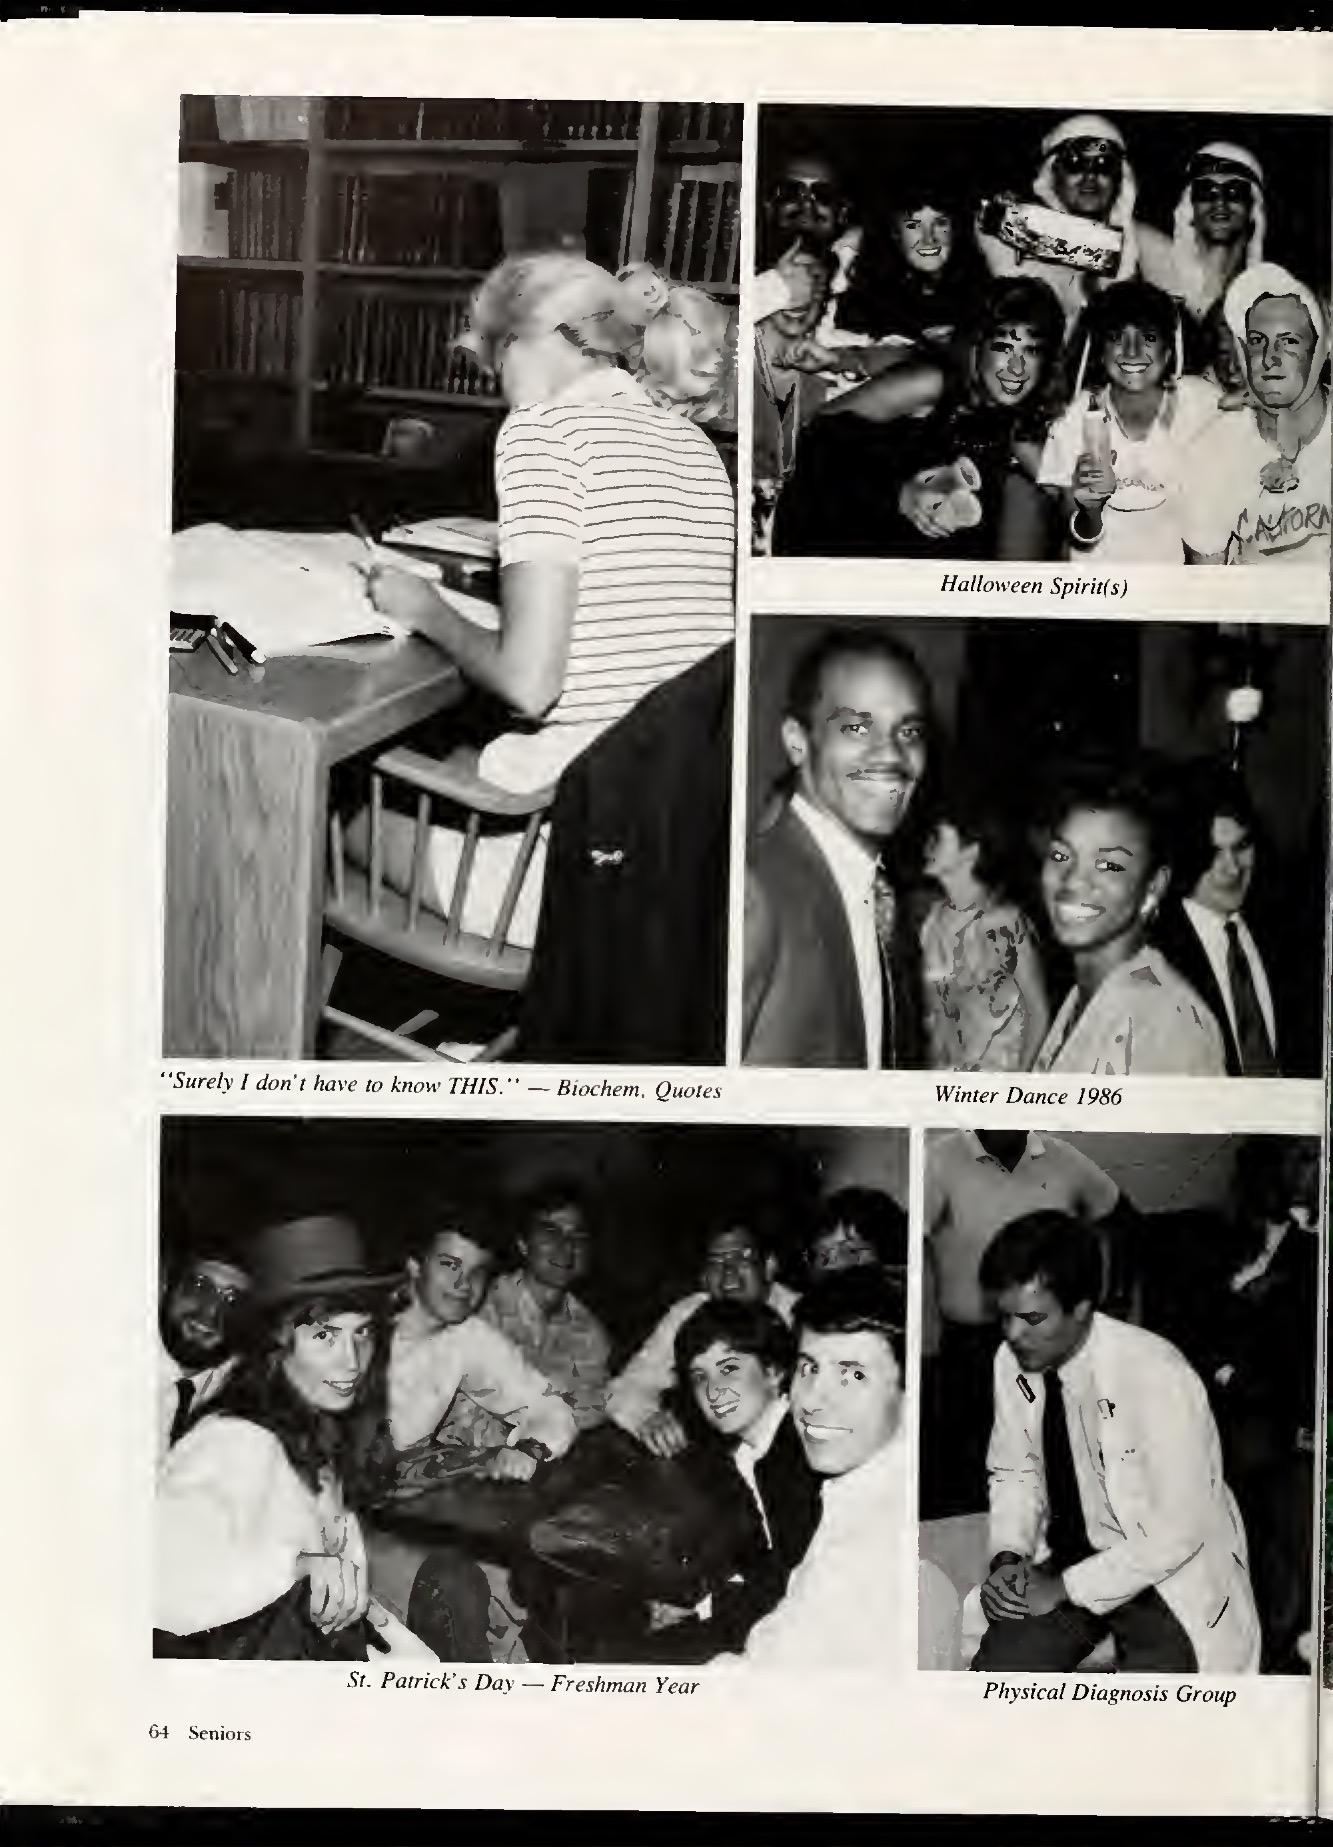 CALIFORN
Halloween Spirit(s)
"Surely I don't have to know THIS." — Biochem. Quotes
Winter Dance 1986
St. Patrick's Day — Freshman Year
Physical Diagnosis Group
64 Seniors